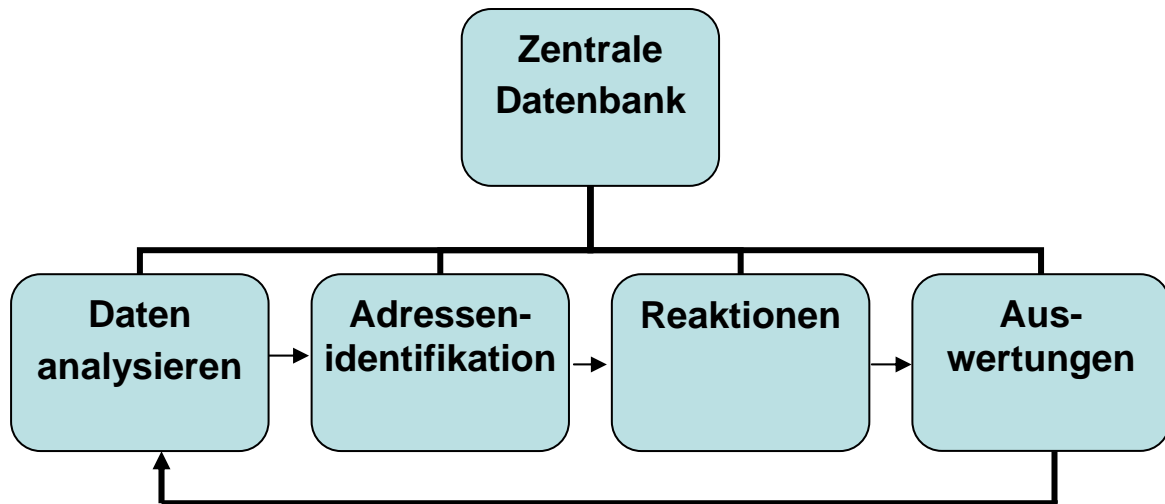 Zentrale
Datenbank
Daten
analysieren
Adressen-
identifikation
Reaktionen
Aus-
wertungen